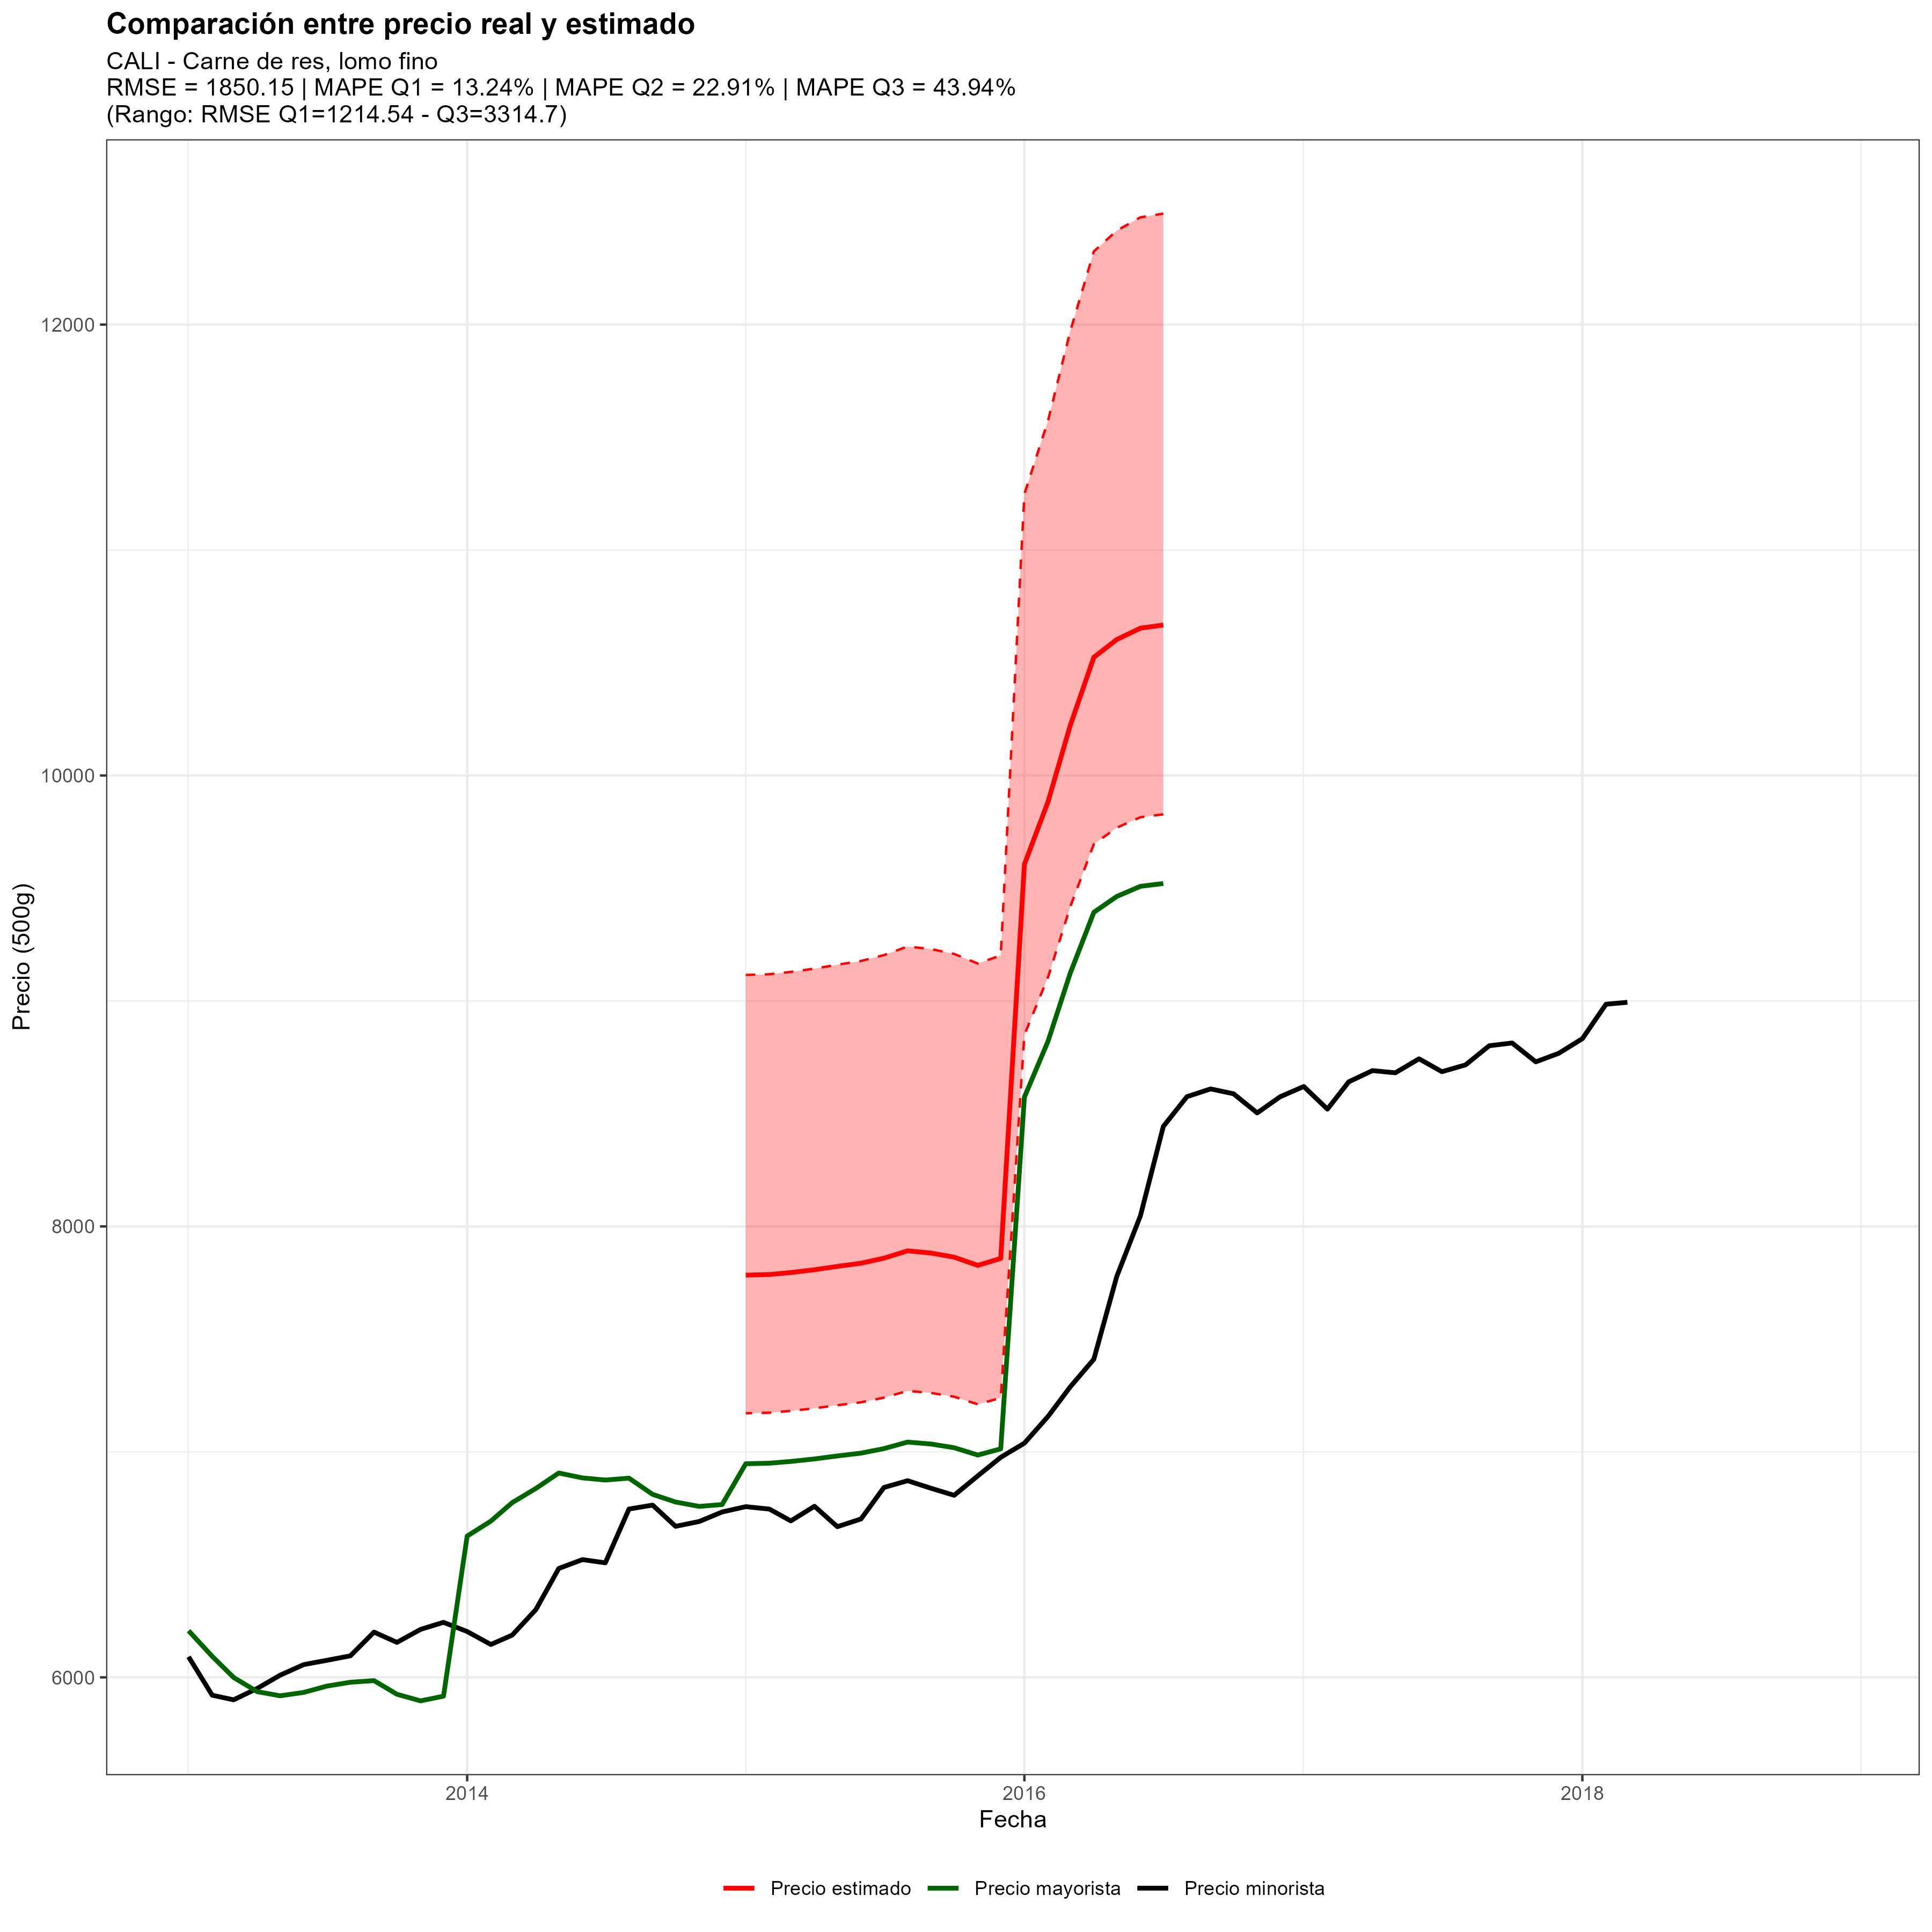 Comparación entre precio real y estimado
CALI - Carne de res, lomo fino
RMSE = 1850.15 | MAPE Q1 = 13.24% | MAPE Q2 = 22.91% | MAPE Q3 = 43.94%
(Rango: RMSE Q1=1214.54 - Q3=3314.7)
Precio (500g)
12000
10000
8000
6000
2014
2016
2018
Fecha
Precio estimado
Precio mayorista
Precio minorista